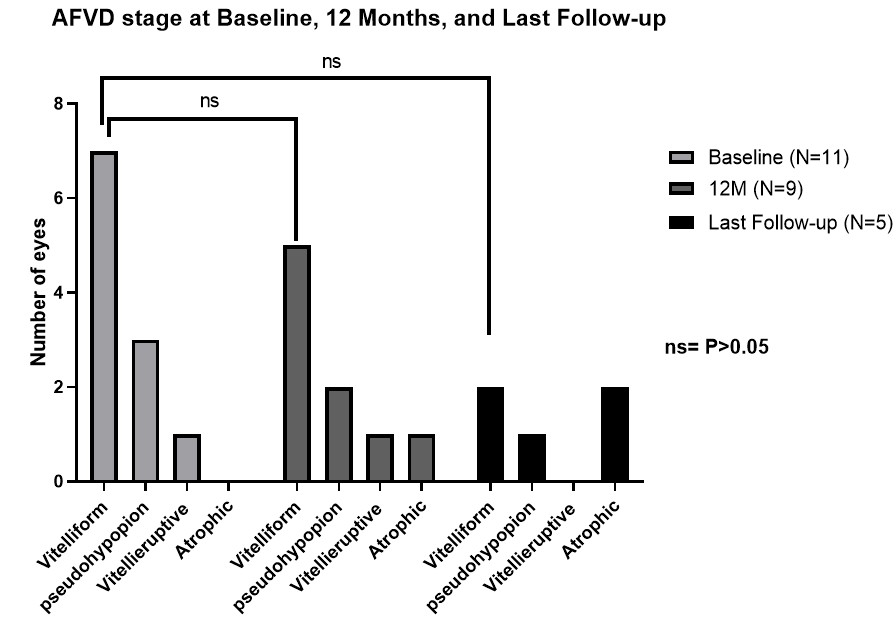 AFVD stage at Baseline, 12 Months, and Last Follow-up
ns
ns
8
6
4
2
0
Number of eyes
Vitelliform
pseudohypopion
Vitellieruptive
Atrophic
Vitelliform
pseudohypopion
Vitellieruptive
Atrophic
Vitelliform
pseudohypopion
Vitellieruptive
Atrophic
Baseline (N=11)
12M (N=9)
Last Follow-up (N=5)
ns= P>0.05